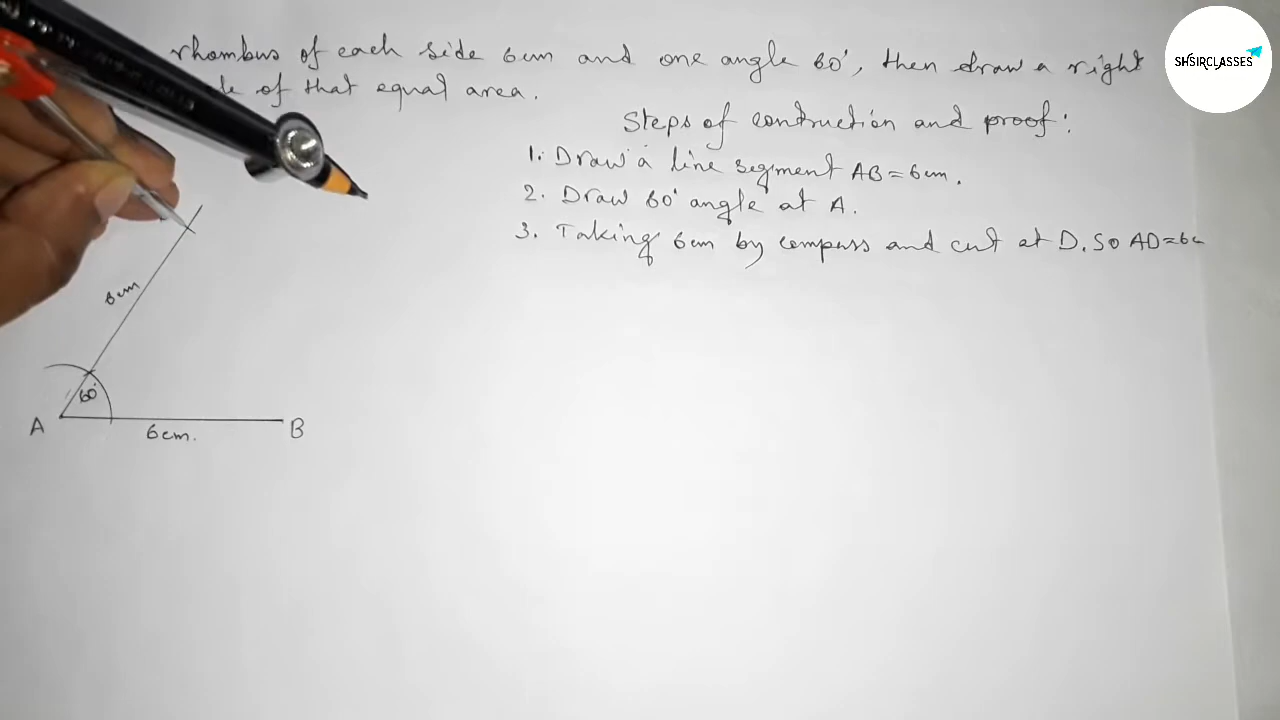 rhombus of each side 6cm and one angle 60°, then draw a right
of that equal area.
SHSIRCLASSES
Steps of contruction and proof:
1. Draw a line segment AB=6cm.
2. Draw 60° angle at A.
3. Taking 6cm by compass and cut at D. So AD=6c
6cm
60°
A
B
6cm.